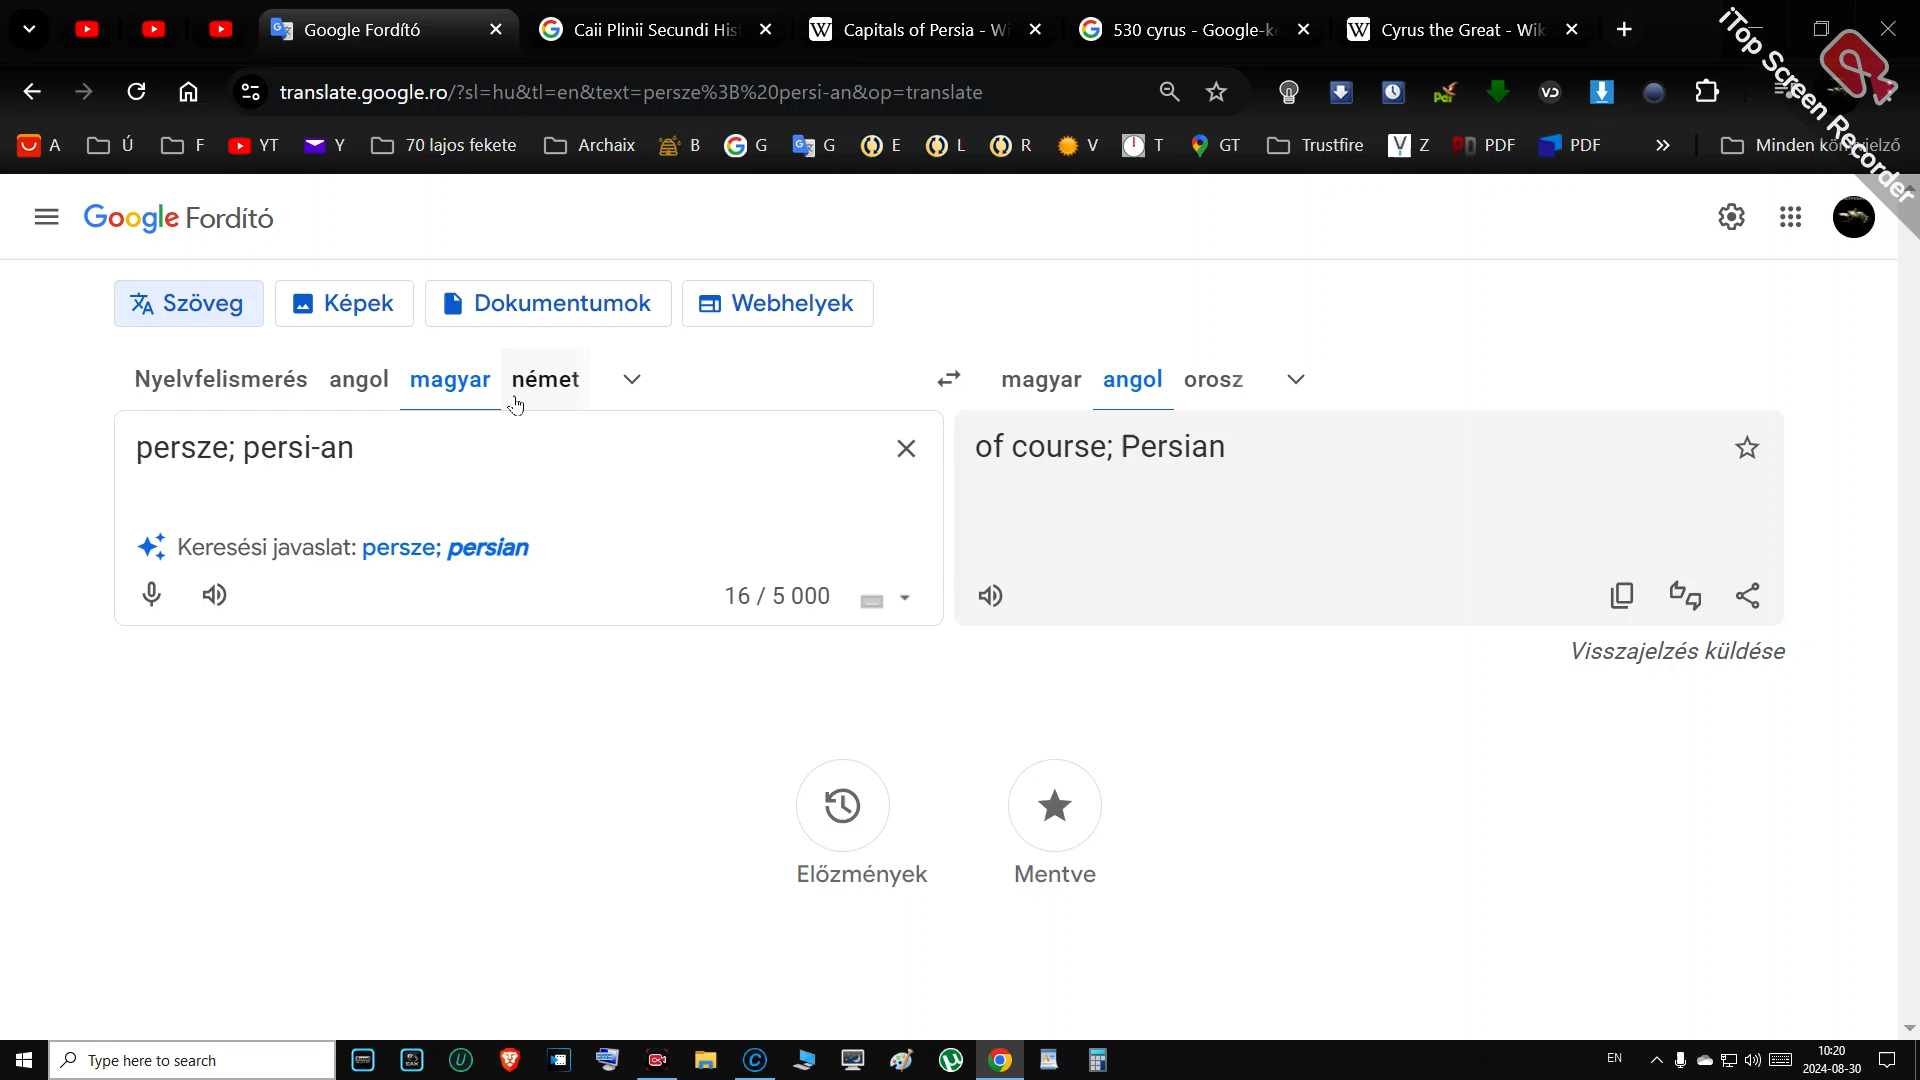 Google Fordító
Caii Plinii Secundi His
Capitals of Persia - W
530 cyrus - Google-k
Cyrus the Great - Wik
translate.google.ro/?sl=hu&tl=en&text=persze%3B%20persi-an&op=translate
A
Ú
F
YT
Y
70 lajos fekete
Archaix
B
G
G
E
L
R
V
T
GT
Trustfire
Z
PDF
PDF
»
Minden
iTop Screen Recorder
Google Fordító
Szöveg
Képek
Dokumentumok
Webhelyek
Nyelvfelismerés angol magyar német
magyar angol orosz
persze; persi-an
of course; Persian
Keresési javaslat: persze; persian
16 / 5 000
Visszajelzés küldése
Előzmények
Mentve
Type here to search
EN
10:20
2024-08-30